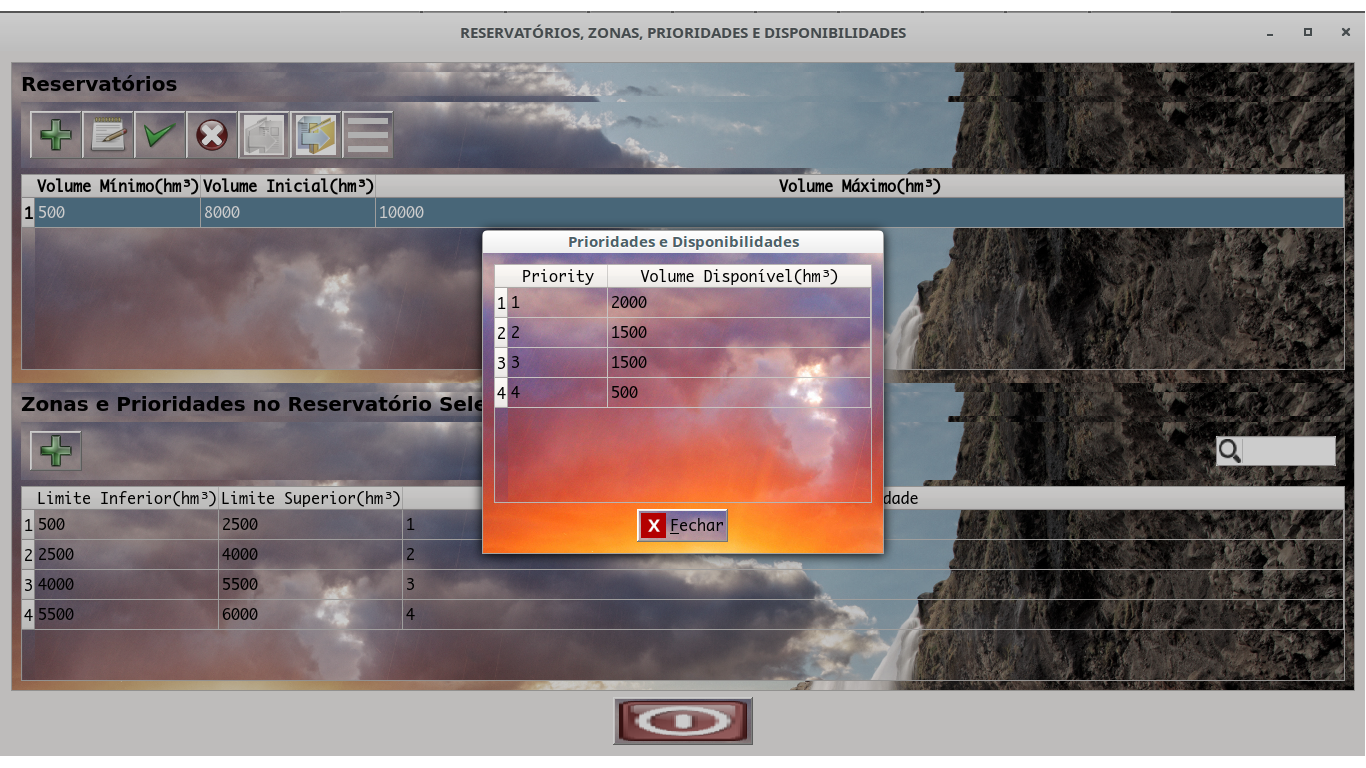 RESERVATÓRIOS, ZONAS, PRIORIDADES E DISPONIBILIDADES
Reservatórios
Volume Mínimo(hm³) Volume Inicial(hm³) Volume Máximo(hm³)
1 500 8000 10000
Prioridades e Disponibilidades
Priority Volume Disponível(hm³)
1 1 2000
2 2 1500
3 3 1500
4 4 500
X Fechar
Zonas e Prioridades no Reservatório Sele
Limite Inferior(hm³) Limite Superior(hm³) dade
1 500 2500 1
2 2500 4000 2
3 4000 5500 3
4 5500 6000 4